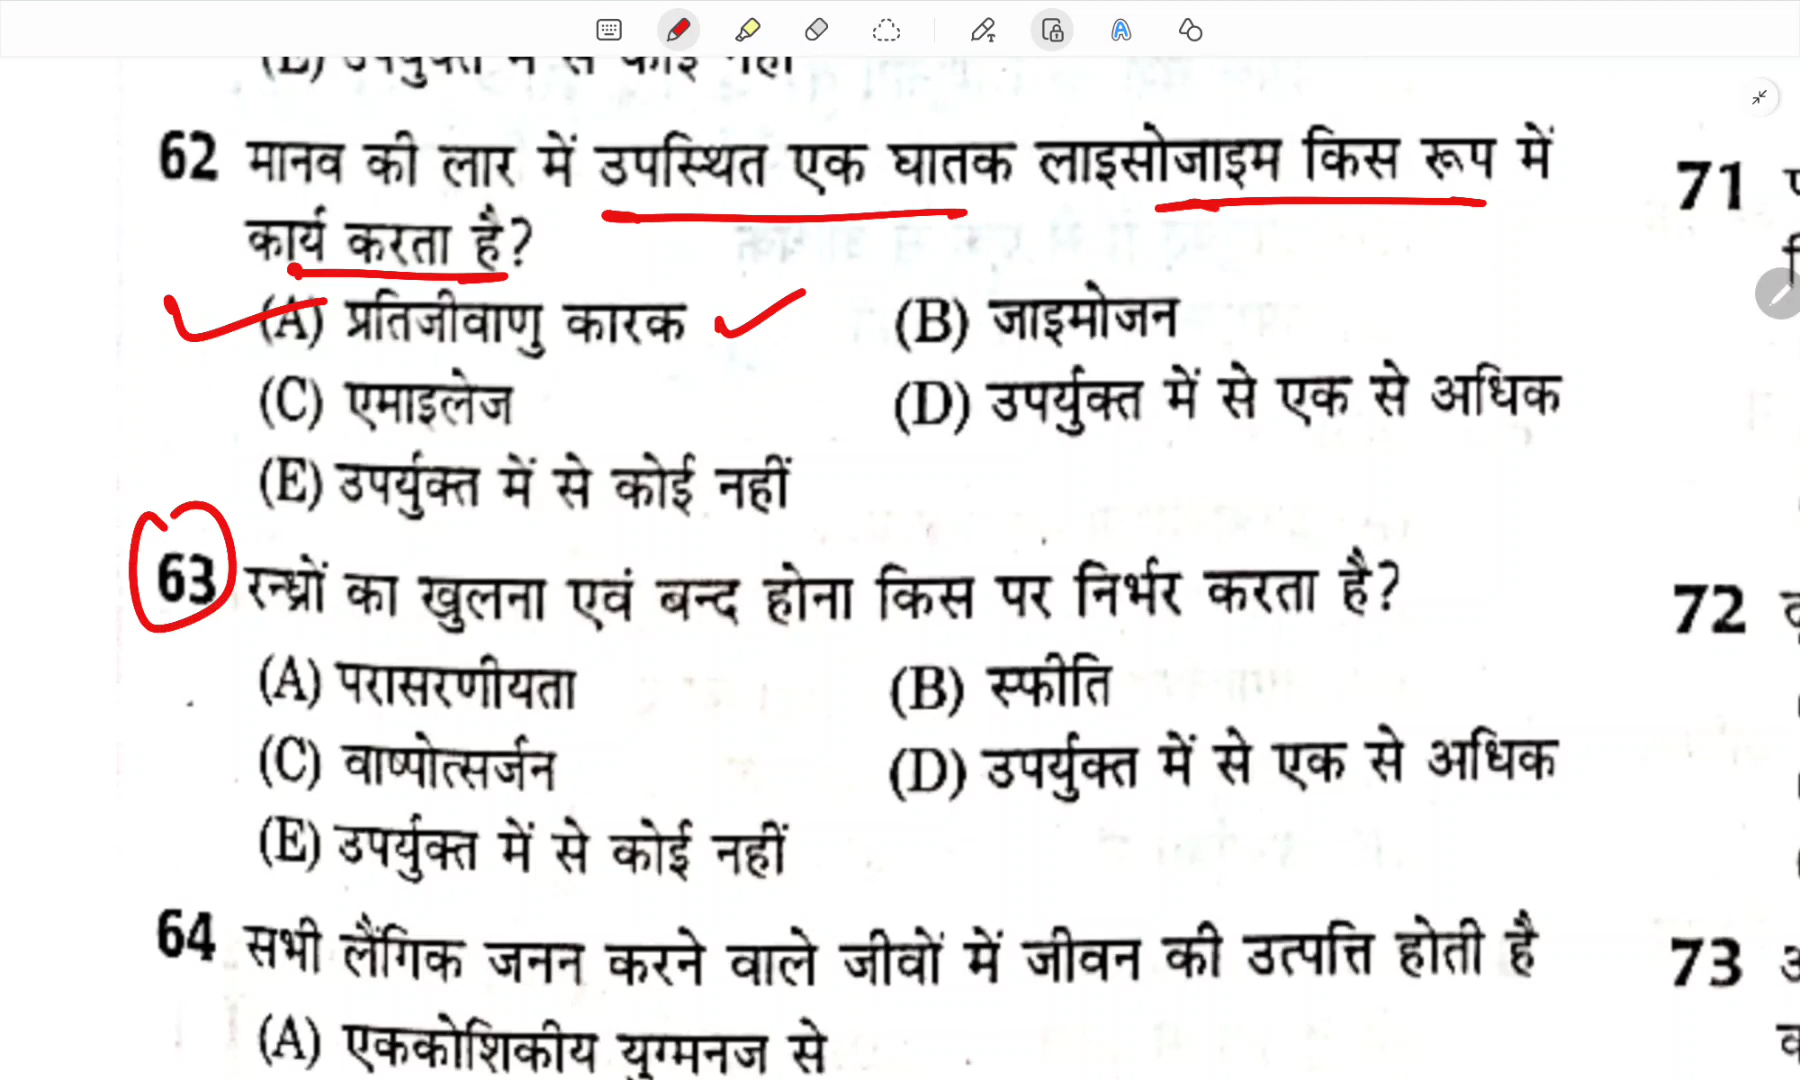 62 मानव की लार में उपस्थित एक घातक लाइसोजाइम किस रूप में
कार्य करता है?
(A) प्रतिजीवाणु कारक
(B) जाइमोजन
(C) एमाइलेज
(D) उपर्युक्त में से एक से अधिक
(E) उपर्युक्त में से कोई नहीं
63 रन्ध्रों का खुलना एवं बन्द होना किस पर निर्भर करता है?
(A) परासरणीयता
(B) स्फीति
(C) वाष्पोत्सर्जन
(D) उपर्युक्त में से एक से अधिक
(E) उपर्युक्त में से कोई नहीं
64 सभी लैंगिक जनन करने वाले जीवों में जीवन की उत्पत्ति होती है
(A) एककोशिकीय युग्मनज से
71
72
73